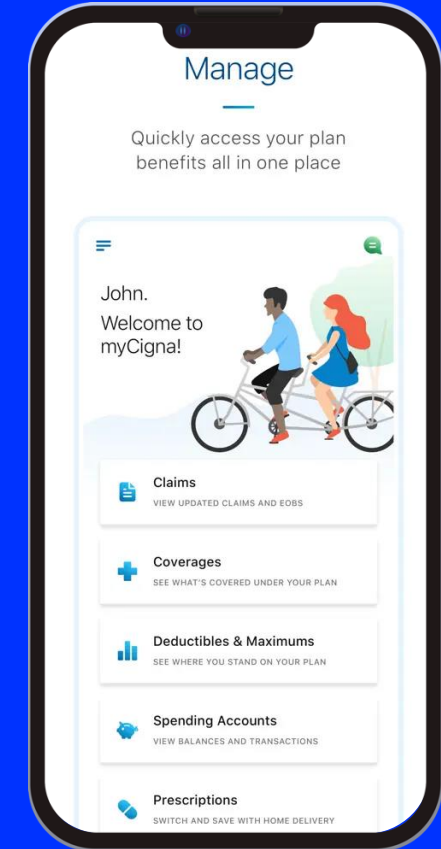 Manage
Quickly access your plan
benefits all in one place
John.
Welcome to
myCigna!
Claims
VIEW UPDATED CLAIMS AND EOBS
Coverages
SEE WHAT'S COVERED UNDER YOUR PLAN
Deductibles & Maximums
SEE WHERE YOU STAND ON YOUR PLAN
Spending Accounts
VIEW BALANCES AND TRANSACTIONS
Prescriptions
SWITCH AND SAVE WITH HOME DELIVERY